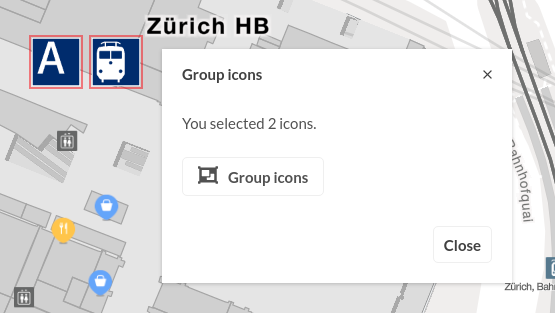 Zürich HB
A
Group icons
You selected 2 icons.
Group icons
Close
Bahnhofquai
Zürich, Bah